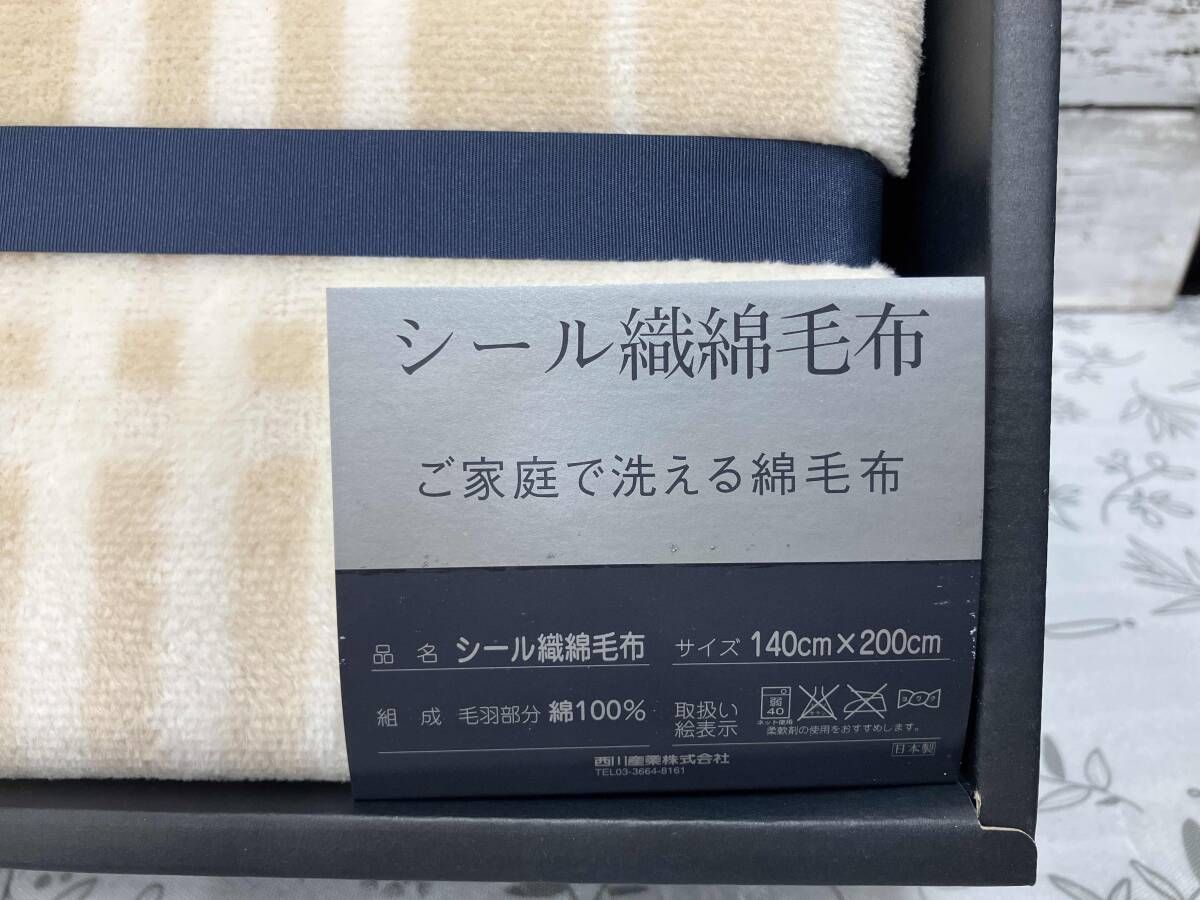 シール織綿毛布
ご家庭で洗える綿毛布
品名 シール織綿毛布 サイズ 140cm×200cm
組成 毛羽部分 綿100% 取扱い絵表示 弱 40 ネット使用
柔軟剤の使用をおすすめします。
西川産業株式会社 日本製
TEL03-3664-8161